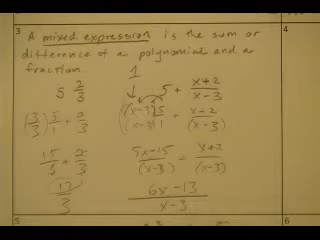 3
4
A mixed expression is the sum or
difference of a polynomial and a
fraction.
1
5 2/3
5 + x+2/x-3
(3/3) 5/1 + 2/3
(x-3)5/(x-3)1 + x+2/(x-3)
15/3 + 2/3
5x-15/(x-3) = x+2/(x-3)
17/3
6x-13/x-3
5
6